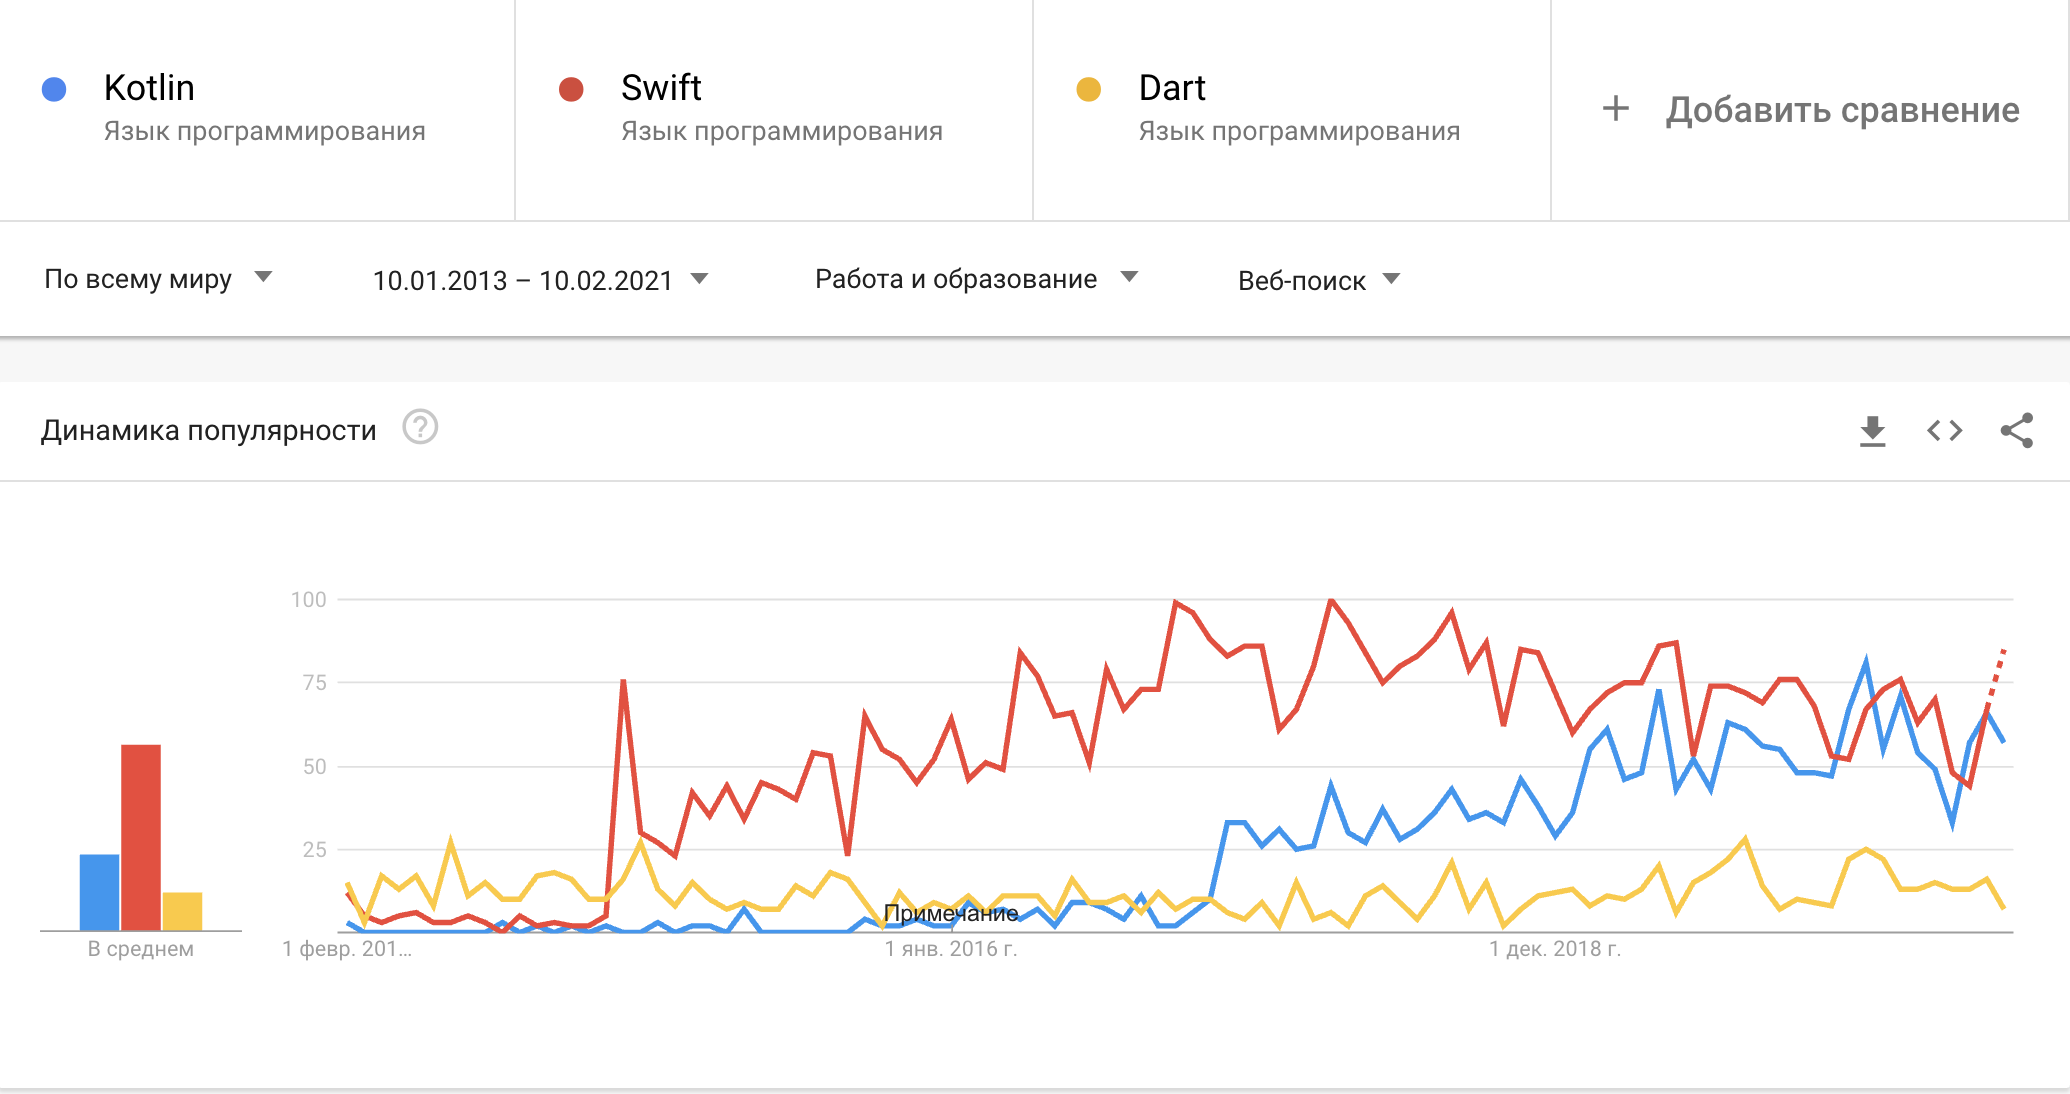 Kotlin
Язык программирования
Swift
Язык программирования
Dart
Язык программирования
+ Добавить сравнение
По всему миру
10.01.2013 – 10.02.2021
Работа и образование
Веб-поиск
Динамика популярности
?
100
75
50
25
Примечание
В среднем
1 февр. 201…
1 янв. 2016 г.
1 дек. 2018 г.